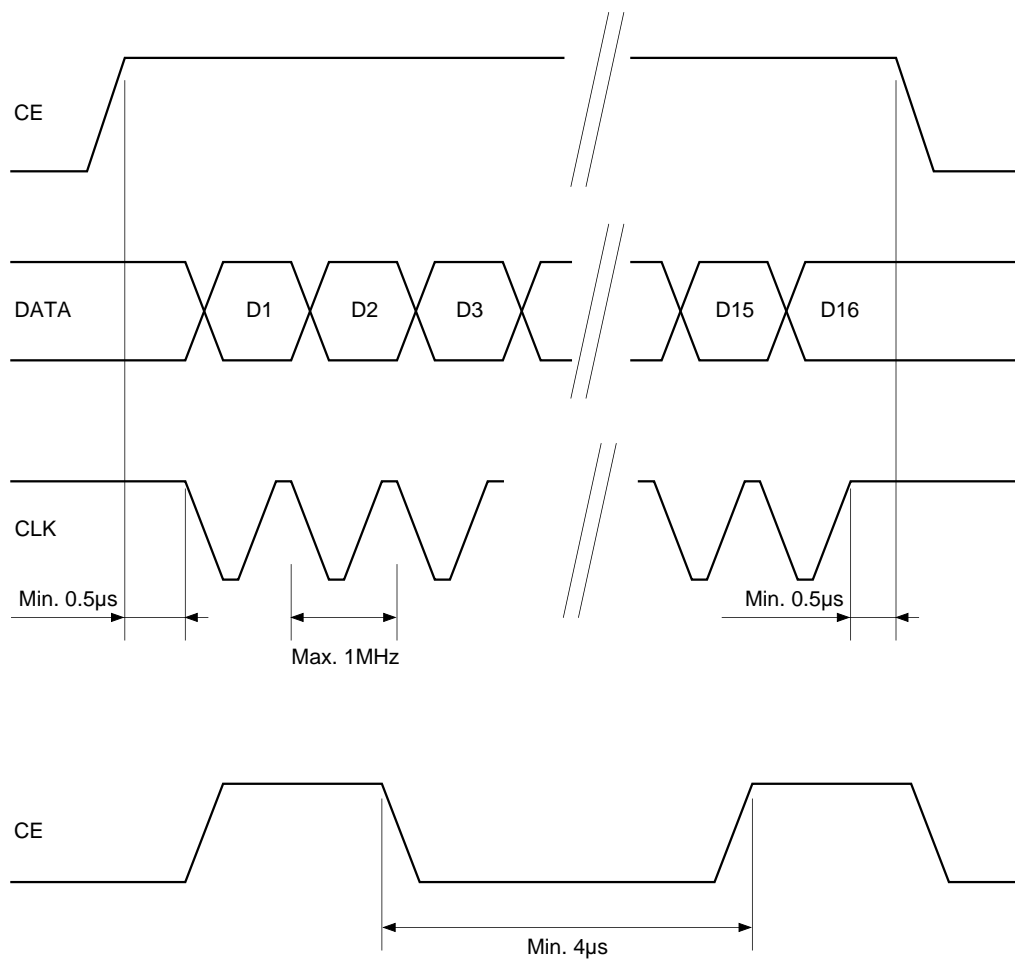 CE
DATA
D1
D2
D3
D15
D16
CLK
Min. 0.5µs
Min. 0.5µs
Max. 1MHz
CE
Min. 4µs